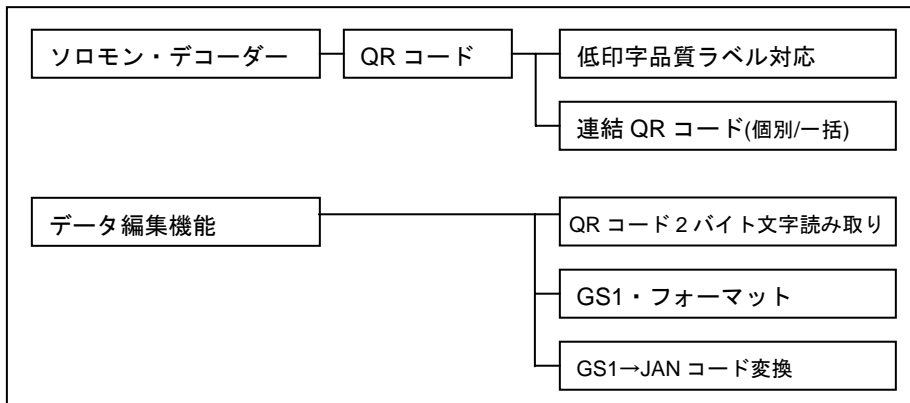 ソロモン・デコーダー
QR コード
低印字品質ラベル対応
連結 QR コード(個別/一括)
データ編集機能
QR コード 2 バイト文字読み取り
GS1・フォーマット
GS1→JAN コード変換